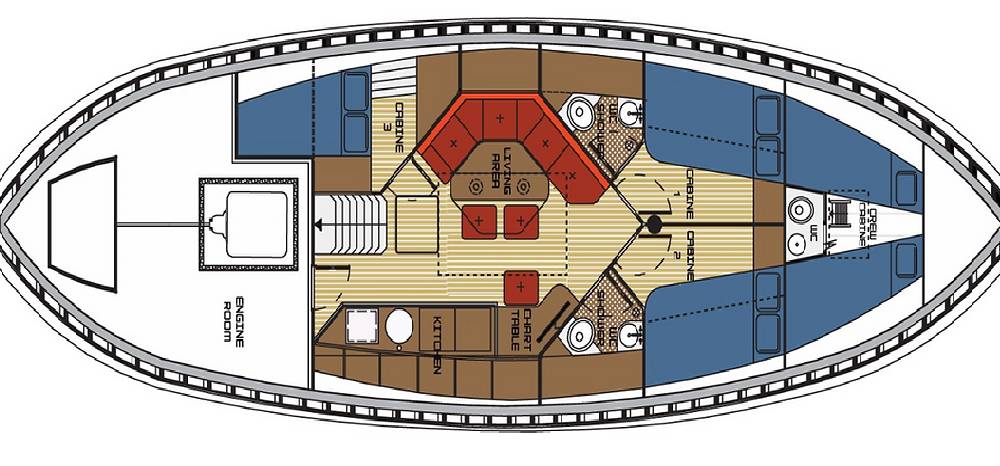 ENGINE
ROOM
CABINE
3
LIVING
AREA
KITCHEN
CHART
TABLE
WC
SHOWER
CABINE
1
CABINE
2
WC
SHOWER
WC
CREW
CABINE